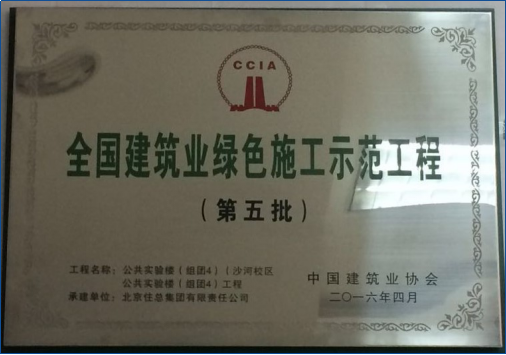 CCIA
全国建筑业绿色施工示范工程
（第五批）
工程名称：公共实验楼（组团4）（沙河校区
公共实验楼（组团4）工程
承建单位：北京住总集团有限责任公司
中国建筑业协会
二〇一六年四月